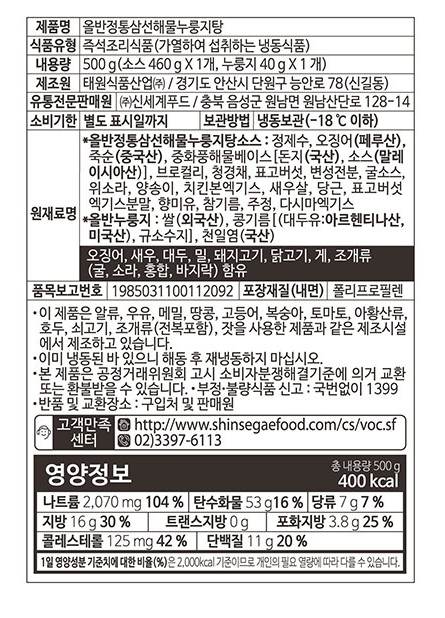 제품명 올반정통삼선해물누룽지탕
식품유형 즉석조리식품(가열하여 섭취하는 냉동식품)
내용량 500 g (소스 460 g X 1개, 누룽지 40 g X 1 개)
제조원 태원식품산업㈜ / 경기도 안산시 단원구 능안로 78 (신길동)
유통전문판매원 ㈜신세계푸드 / 충북 음성군 원남면 원남산단로 128-14
소비기한 별도 표시일까지 보관방법 냉동보관(-18 ℃ 이하)
원재료명
*올반정통삼선해물누룽지탕소스 : 정제수, 오징어(페루산),
죽순(중국산), 중화풍해물베이스 [돈지(국산), 소스(말레
이시아산)], 브로컬리, 청경채, 표고버섯, 변성전분, 굴소스,
위소라, 양송이, 치킨본엑기스, 새우살, 당근, 표고버섯
엑기스분말, 향미유, 참기름, 주정, 다시마엑기스
*올반누룽지 : 쌀(외국산), 콩기름 [(대두유:아르헨티나산,
미국산), 규소수지], 천일염(국산)
오징어, 새우, 대두, 밀, 돼지고기, 닭고기, 게, 조개류
(굴, 소라, 홍합, 바지락) 함유
품목보고번호 1985031100112092 포장재질(내면) 폴리프로필렌
•이 제품은 알류, 우유, 메밀, 땅콩, 고등어, 복숭아, 토마토, 아황산류,
호두, 쇠고기, 조개류(전복포함), 잣을 사용한 제품과 같은 제조시설
에서 제조하고 있습니다.
•이미 냉동된 바 있으니 해동 후 재냉동하지 마십시오.
•본 제품은 공정거래위원회 고시 소비자분쟁해결기준에 의거 교환
또는 환불받을 수 있습니다. •부정·불량식품 신고 : 국번없이 1399
•반품 및 교환장소 : 구입처 및 판매원
고객만족
센터
http://www.shinsegaefood.com/cs/voc.sf
02)3397-6113
영양정보
총 내용량 500 g
400 kcal
나트륨 2,070 mg 104 % 탄수화물 53 g 16 % 당류 7 g 7 %
지방 16 g 30 % 트랜스지방 0 g 포화지방 3.8 g 25 %
콜레스테롤 125 mg 42 % 단백질 11 g 20 %
1일 영양성분 기준치에 대한 비율(%)은 2,000kcal 기준이므로 개인의 필요 열량에 따라 다를 수 있습니다.